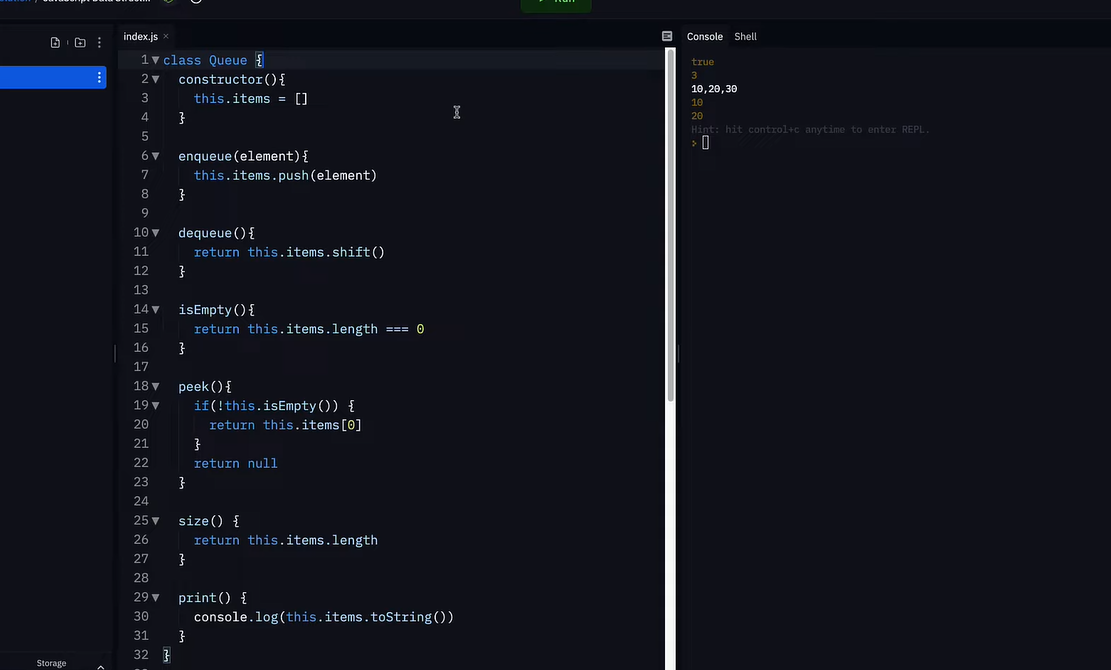 JavaScript Data Struct...
Run
index.js ×
Console Shell
1 class Queue {
2 constructor(){
3 this.items = []
4 }
5
6 enqueue(element){
7 this.items.push(element)
8 }
9
10 dequeue(){
11 return this.items.shift()
12 }
13
14 isEmpty(){
15 return this.items.length === 0
16 }
17
18 peek(){
19 if(!this.isEmpty()) {
20 return this.items[0]
21 }
22 return null
23 }
24
25 size() {
26 return this.items.length
27 }
28
29 print() {
30 console.log(this.items.toString())
31 }
32 }
true
3
10,20,30
10
20
Hint: hit control+c anytime to enter REPL.
>
Storage